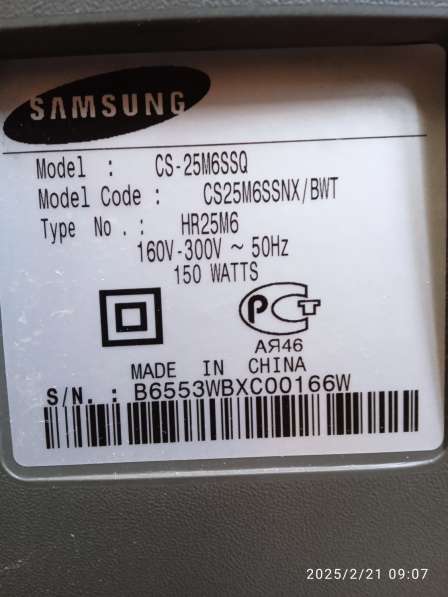 SAMSUNG
Model : CS-25M6SSQ
Model Code : CS25M6SSNX/BWT
Type No .: HR25M6
160V-300V ~ 50Hz
150 WATTS
РСТ
АЯ46
MADE IN CHINA
S/N. : B6553WBXC00166W
2025/2/21 09:07